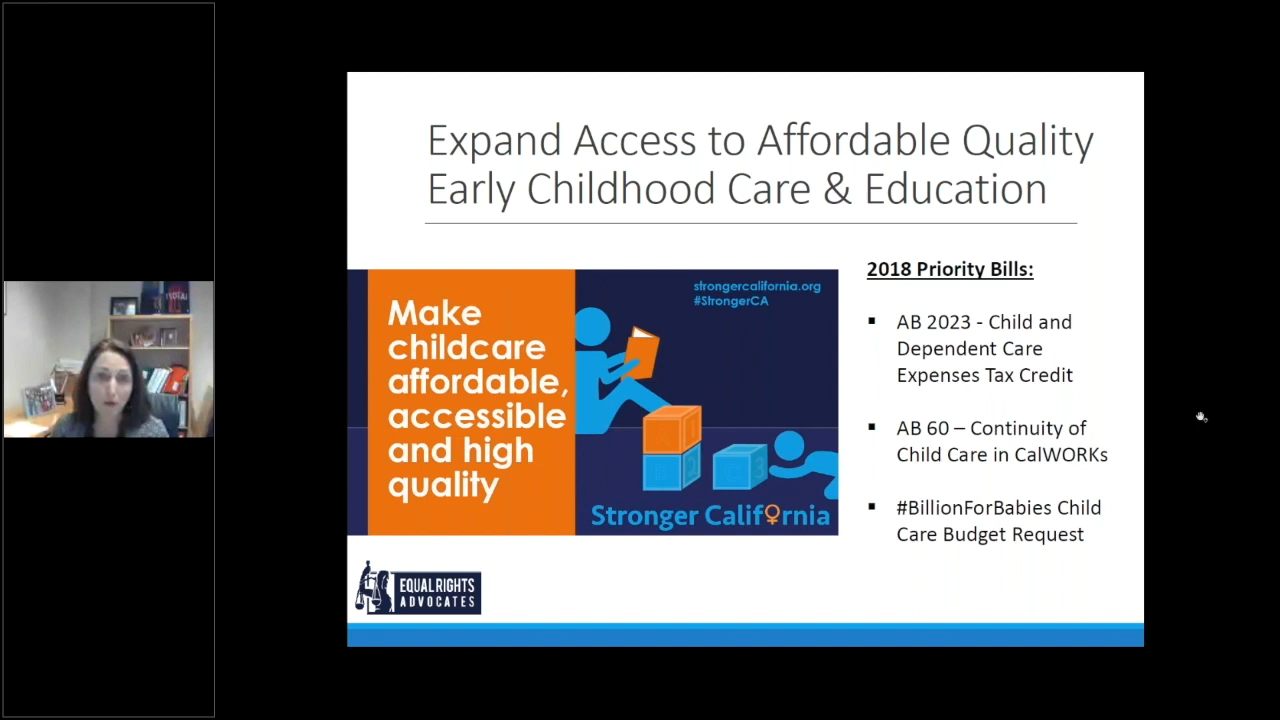 Expand Access to Affordable Quality
Early Childhood Care & Education
Make
childcare
affordable,
accessible
and high
quality
strongercalifornia.org
#StrongerCA
Stronger California
2018 Priority Bills:
AB 2023 - Child and
Dependent Care
Expenses Tax Credit
AB 60 – Continuity of
Child Care in CalWORKs
#BillionForBabies Child
Care Budget Request
EQUAL RIGHTS
ADVOCATES